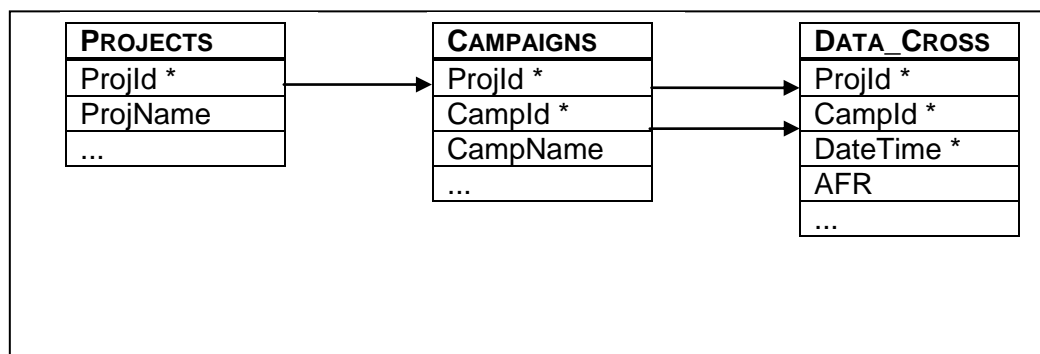 PROJECTS
ProjId *
ProjName
...
CAMPAIGNS
ProjId *
CampId *
CampName
...
DATA_CROSS
ProjId *
CampId *
DateTime *
AFR
...